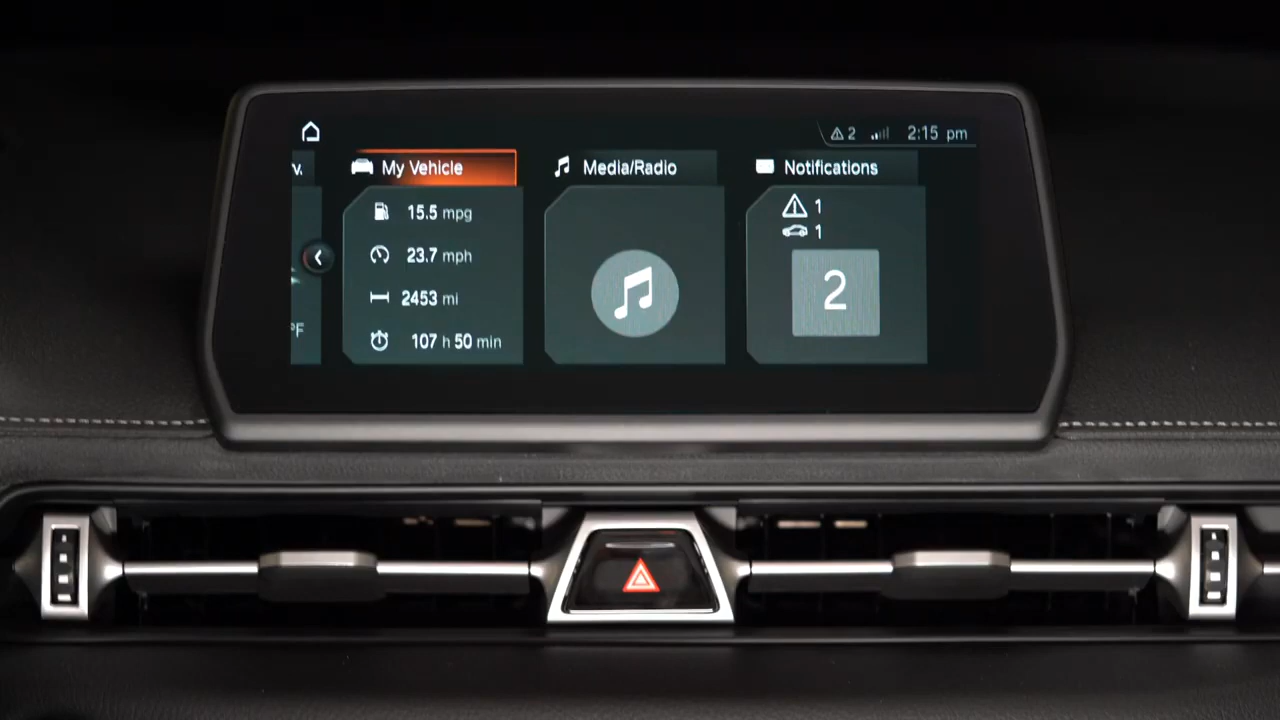 2 2:15 pm
v.
My Vehicle
15.5 mpg
23.7 mph
2453 mi
107 h 50 min
°F
Media/Radio
Notifications
1
1
2